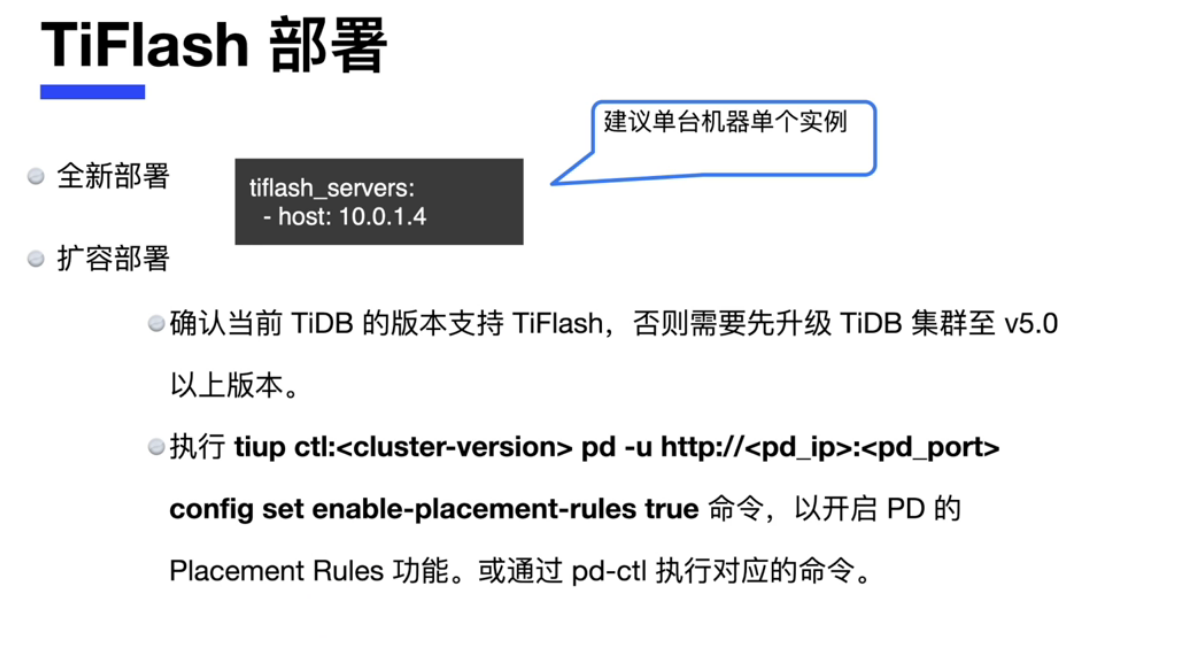 TiFlash 部署
建议单台机器单个实例
全新部署
tiflash_servers:
- host: 10.0.1.4
扩容部署
确认当前 TiDB 的版本支持 TiFlash，否则需要先升级 TiDB 集群至 v5.0
以上版本。
执行 tiup ctl:<cluster-version> pd -u http://<pd_ip>:<pd_port>
config set enable-placement-rules true 命令，以开启 PD 的
Placement Rules 功能。或通过 pd-ctl 执行对应的命令。